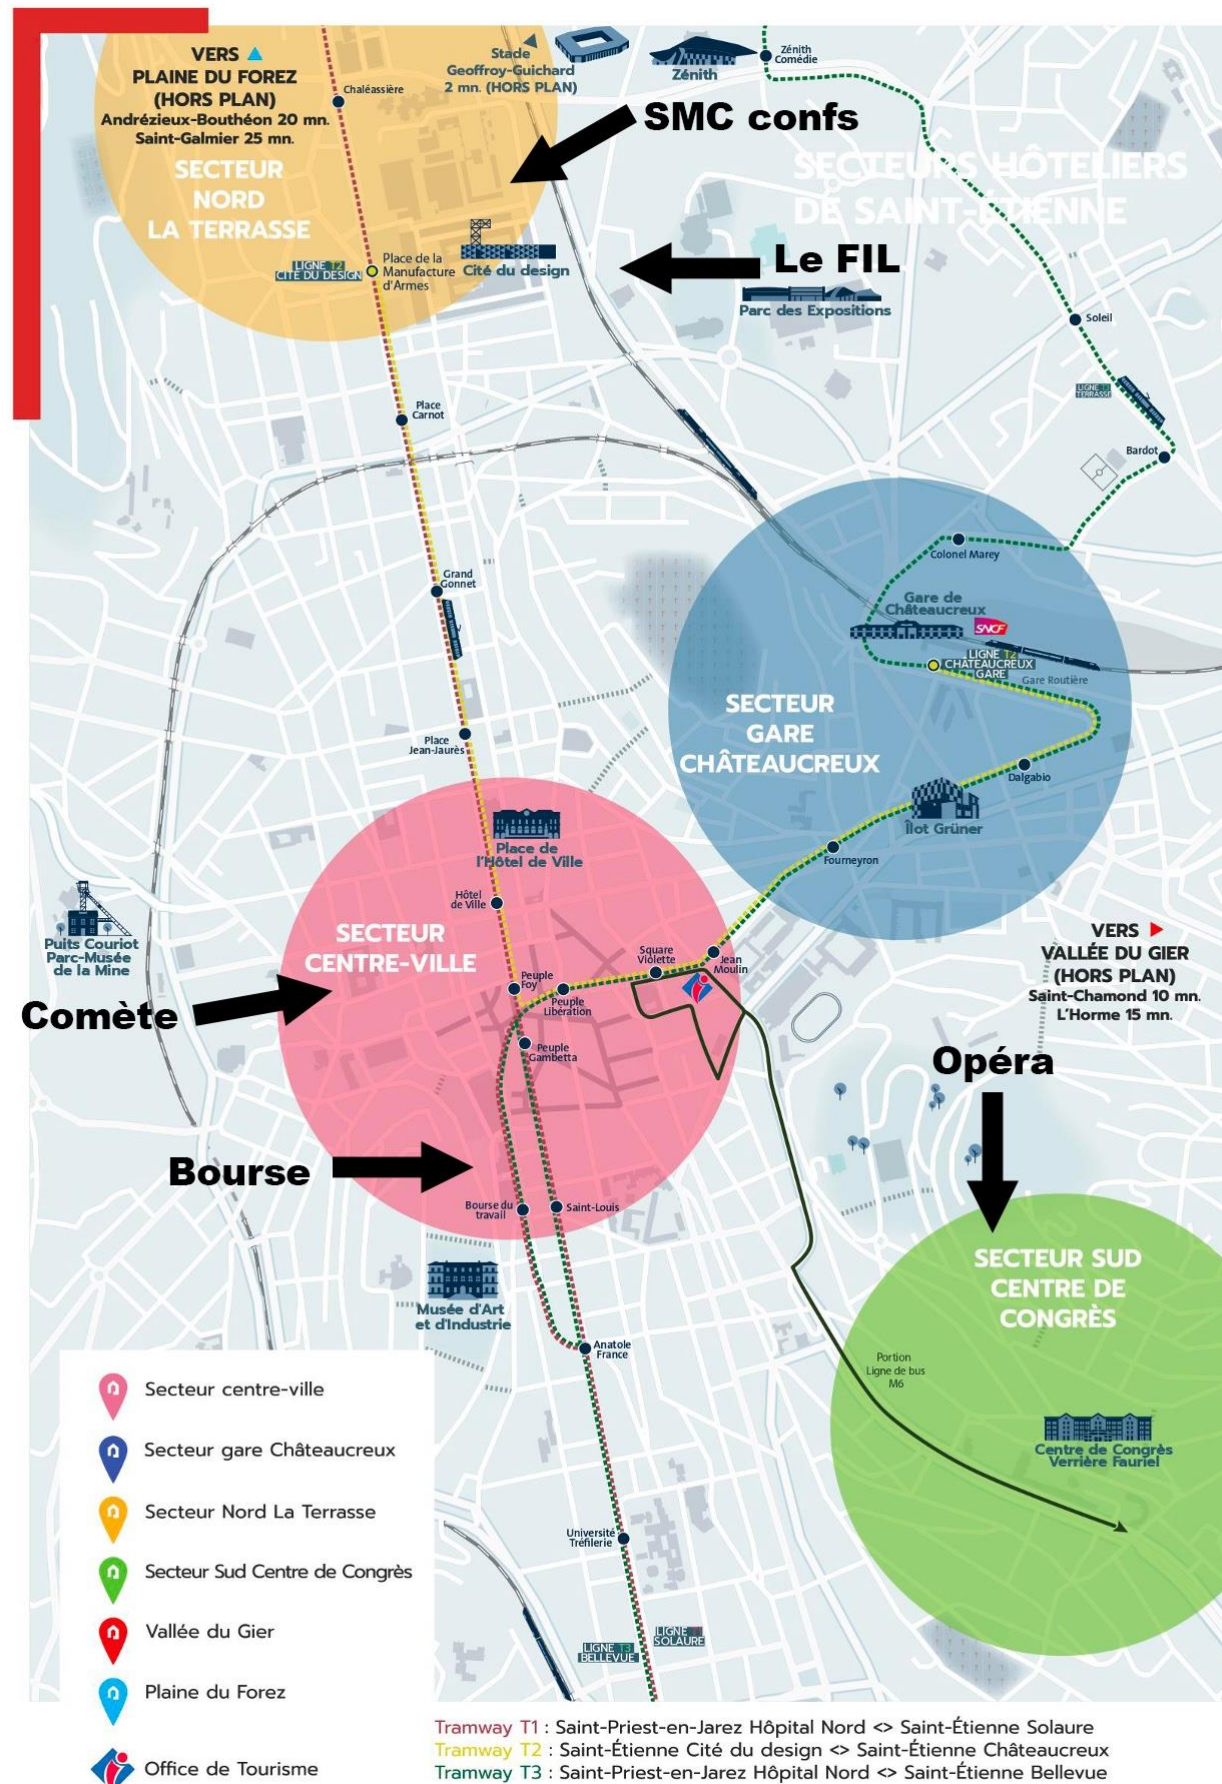 VERS
PLAINE DU FOREZ
(HORS PLAN)
Andrézieux-Bouthéon 20 mn.
Saint-Galmier 25 mn.
SECTEUR
NORD
LA TERRASSE
Chaléassière
Stade
Geoffroy-Guichard
2 mn. (HORS PLAN)
Zénith
Zénith
Comédie
SMC confs
SECTEURS HÔTELIERS
DE SAINT-ÉTIENNE
LIGNE T2
CITÉ DU DESIGN
Place de la
Manufacture
d'Armes
Cité du design
Le FIL
Parc des Expositions
Soleil
LIGNE T3
TERRASSE
Place
Carnot
Bardot
Colonel Marey
Grand
Gonnet
Gare de
Châteaucreux
SNCF
LIGNE T2
CHÂTEAUCREUX
GARE
Gare Routière
SECTEUR
GARE
CHÂTEAUCREUX
Place
Jean-Jaurès
Dalgabio
Îlot Grüner
Fourneyron
Place de
l'Hôtel de Ville
Hôtel
de Ville
SECTEUR
CENTRE-VILLE
Puits Couriot
Parc-Musée
de la Mine
Square
Violette
Jean
Moulin
VERS
VALLÉE DU GIER
(HORS PLAN)
Saint-Chamond 10 mn.
L'Horme 15 mn.
Peuple
Foy
Peuple
Libération
Comète
Peuple
Gambetta
Opéra
Bourse
Bourse du
travail
Saint-Louis
SECTEUR SUD
CENTRE DE
CONGRÈS
Musée d'Art
et d'Industrie
Anatole
France
Portion
Ligne de bus
M6
Centre de Congrès
Verrière Fauriel
Université
Tréfilerie
LIGNE T3
BELLEVUE
LIGNE T1
SOLAURE
Secteur centre-ville
Secteur gare Châteaucreux
Secteur Nord La Terrasse
Secteur Sud Centre de Congrès
Vallée du Gier
Plaine du Forez
Office de Tourisme
Tramway T1 : Saint-Priest-en-Jarez Hôpital Nord <> Saint-Étienne Solaure
Tramway T2 : Saint-Étienne Cité du design <> Saint-Étienne Châteaucreux
Tramway T3 : Saint-Priest-en-Jarez Hôpital Nord <> Saint-Étienne Bellevue